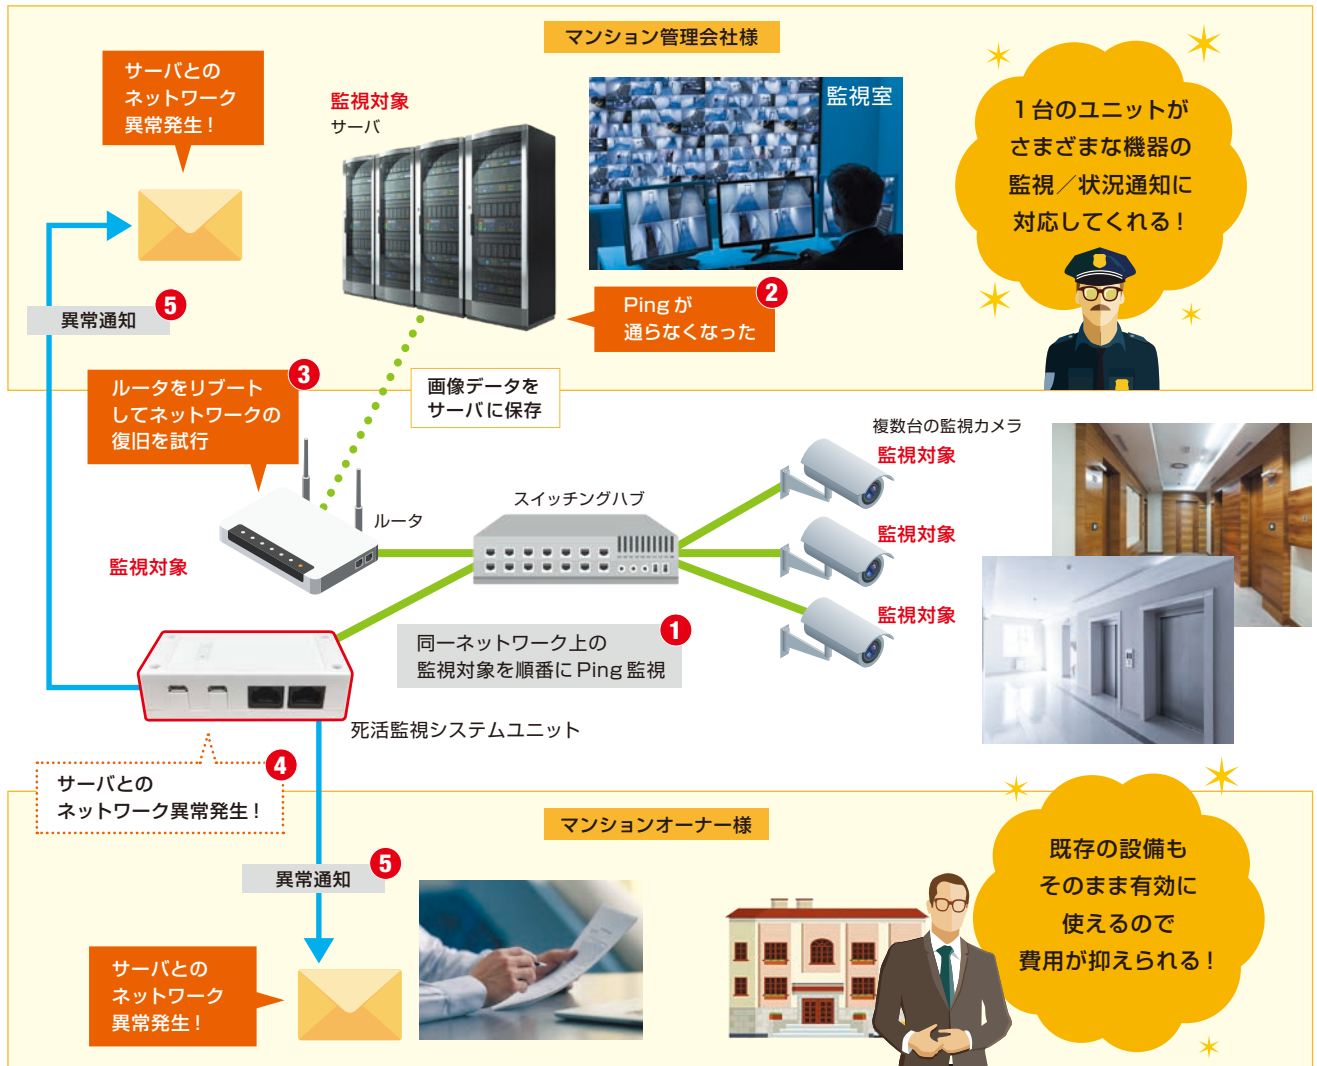 マンション管理会社様
サーバとの
ネットワーク
異常発生！
監視対象
サーバ
監視室
1台のユニットが
さまざまな機器の
監視／状況通知に
対応してくれる！
異常通知
5
Pingが
通らなくなった
2
ルータをリブート
してネットワークの
復旧を試行
3
画像データを
サーバに保存
複数台の監視カメラ
監視対象
スイッチングハブ
ルータ
監視対象
監視対象
監視対象
同一ネットワーク上の
監視対象を順番にPing監視
1
死活監視システムユニット
サーバとの
ネットワーク異常発生！
4
マンションオーナー様
異常通知
5
サーバとの
ネットワーク
異常発生！
既存の設備も
そのまま有効に
使えるので
費用が抑えられる！